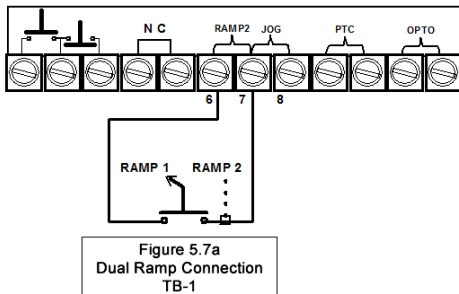 N C
RAMP2
JOG
PTC
OPTO
6
7
8
RAMP 1
RAMP 2
Figure 5.7a
Dual Ramp Connection
TB-1